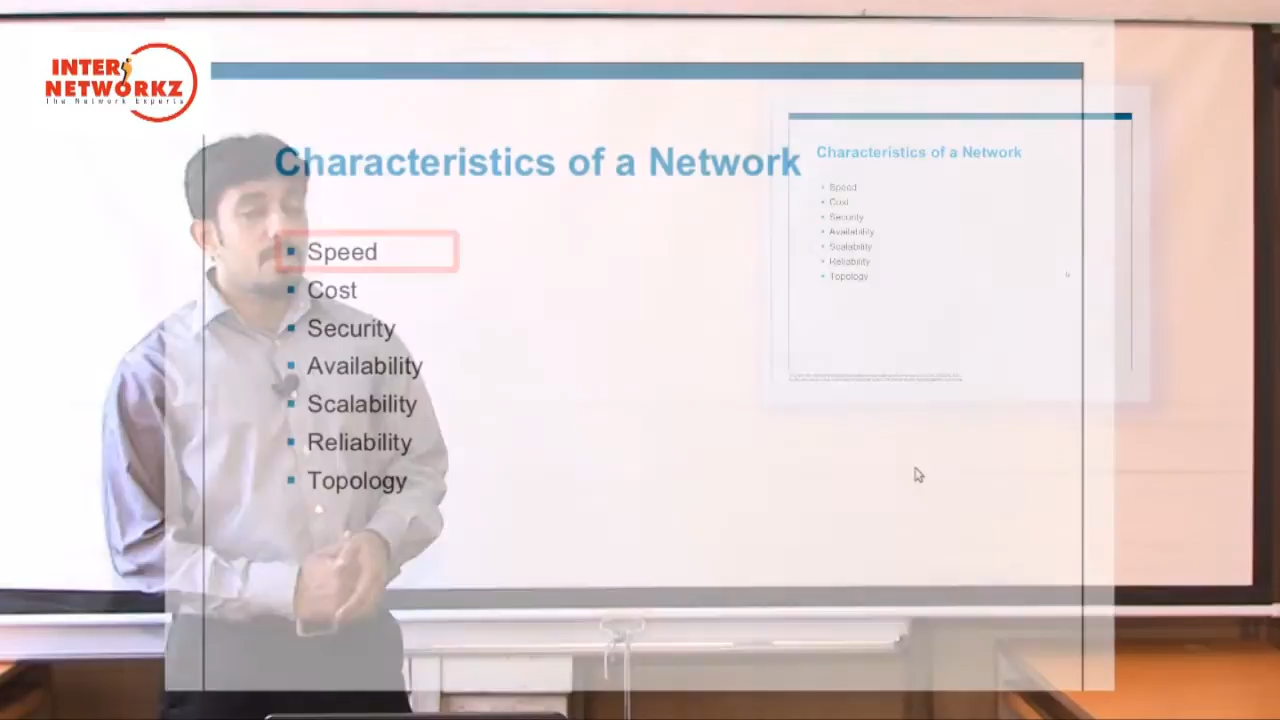 INTER
NETWORKZ
The Network Experts
Characteristics of a Network
Speed
Cost
Security
Availability
Scalability
Reliability
Topology
Characteristics of a Network
Speed
Cost
Security
Availability
Scalability
Reliability
Topology